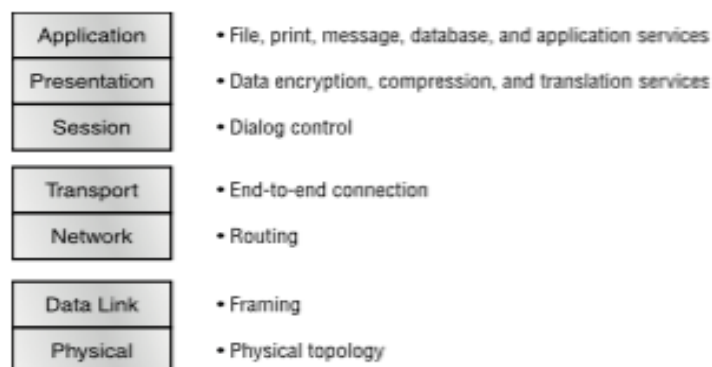 Application • File, print, message, database, and application services
Presentation • Data encryption, compression, and translation services
Session • Dialog control
Transport • End-to-end connection
Network • Routing
Data Link • Framing
Physical • Physical topology